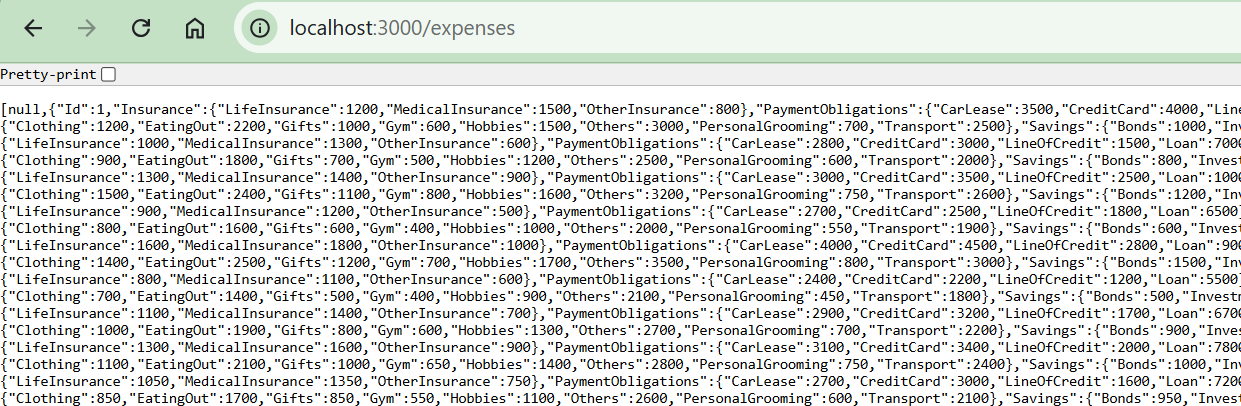 localhost:3000/expenses
Pretty-print
[null,{"Id":1,"Insurance":{"LifeInsurance":1200,"MedicalInsurance":1500,"OtherInsurance":800},"PaymentObligations":{"CarLease":3500,"CreditCard":4000,"Line
{"Clothing":1200,"EatingOut":2200,"Gifts":1000,"Gym":600,"Hobbies":1500,"Others":3000,"PersonalGrooming":700,"Transport":2500},"Savings":{"Bonds":1000,"Inv
{"LifeInsurance":1000,"MedicalInsurance":1300,"OtherInsurance":600},"PaymentObligations":{"CarLease":2800,"CreditCard":3000,"LineOfCredit":1500,"Loan":7000
{"Clothing":900,"EatingOut":1800,"Gifts":700,"Gym":500,"Hobbies":1200,"Others":2500,"PersonalGrooming":600,"Transport":2000},"Savings":{"Bonds":800,"Invest
{"LifeInsurance":1300,"MedicalInsurance":1400,"OtherInsurance":900},"PaymentObligations":{"CarLease":3000,"CreditCard":3500,"LineOfCredit":2500,"Loan":1000
{"Clothing":1500,"EatingOut":2400,"Gifts":1100,"Gym":800,"Hobbies":1600,"Others":3200,"PersonalGrooming":750,"Transport":2600},"Savings":{"Bonds":1200,"Inv
{"LifeInsurance":900,"MedicalInsurance":1200,"OtherInsurance":500},"PaymentObligations":{"CarLease":2700,"CreditCard":2500,"LineOfCredit":1800,"Loan":6500}
{"Clothing":800,"EatingOut":1600,"Gifts":600,"Gym":400,"Hobbies":1000,"Others":2000,"PersonalGrooming":550,"Transport":1900},"Savings":{"Bonds":600,"Invest
{"LifeInsurance":1600,"MedicalInsurance":1800,"OtherInsurance":1000},"PaymentObligations":{"CarLease":4000,"CreditCard":4500,"LineOfCredit":2800,"Loan":900
{"Clothing":1400,"EatingOut":2500,"Gifts":1200,"Gym":700,"Hobbies":1700,"Others":3500,"PersonalGrooming":800,"Transport":3000},"Savings":{"Bonds":1500,"Inv
{"LifeInsurance":800,"MedicalInsurance":1100,"OtherInsurance":600},"PaymentObligations":{"CarLease":2400,"CreditCard":2200,"LineOfCredit":1200,"Loan":5500}
{"Clothing":700,"EatingOut":1400,"Gifts":500,"Gym":400,"Hobbies":900,"Others":2100,"PersonalGrooming":450,"Transport":1800},"Savings":{"Bonds":500,"Investm
{"LifeInsurance":1100,"MedicalInsurance":1400,"OtherInsurance":700},"PaymentObligations":{"CarLease":2900,"CreditCard":3200,"LineOfCredit":1700,"Loan":6700
{"Clothing":1000,"EatingOut":1900,"Gifts":800,"Gym":600,"Hobbies":1300,"Others":2700,"PersonalGrooming":700,"Transport":2200},"Savings":{"Bonds":900,"Inves
{"LifeInsurance":1300,"MedicalInsurance":1600,"OtherInsurance":900},"PaymentObligations":{"CarLease":3100,"CreditCard":3400,"LineOfCredit":2000,"Loan":7800
{"Clothing":1100,"EatingOut":2100,"Gifts":1000,"Gym":650,"Hobbies":1400,"Others":2800,"PersonalGrooming":750,"Transport":2400},"Savings":{"Bonds":1000,"Inv
{"LifeInsurance":1050,"MedicalInsurance":1350,"OtherInsurance":750},"PaymentObligations":{"CarLease":2700,"CreditCard":3000,"LineOfCredit":1600,"Loan":7200
{"Clothing":850,"EatingOut":1700,"Gifts":850,"Gym":550,"Hobbies":1100,"Others":2600,"PersonalGrooming":600,"Transport":2100},"Savings":{"Bonds":950,"Invest